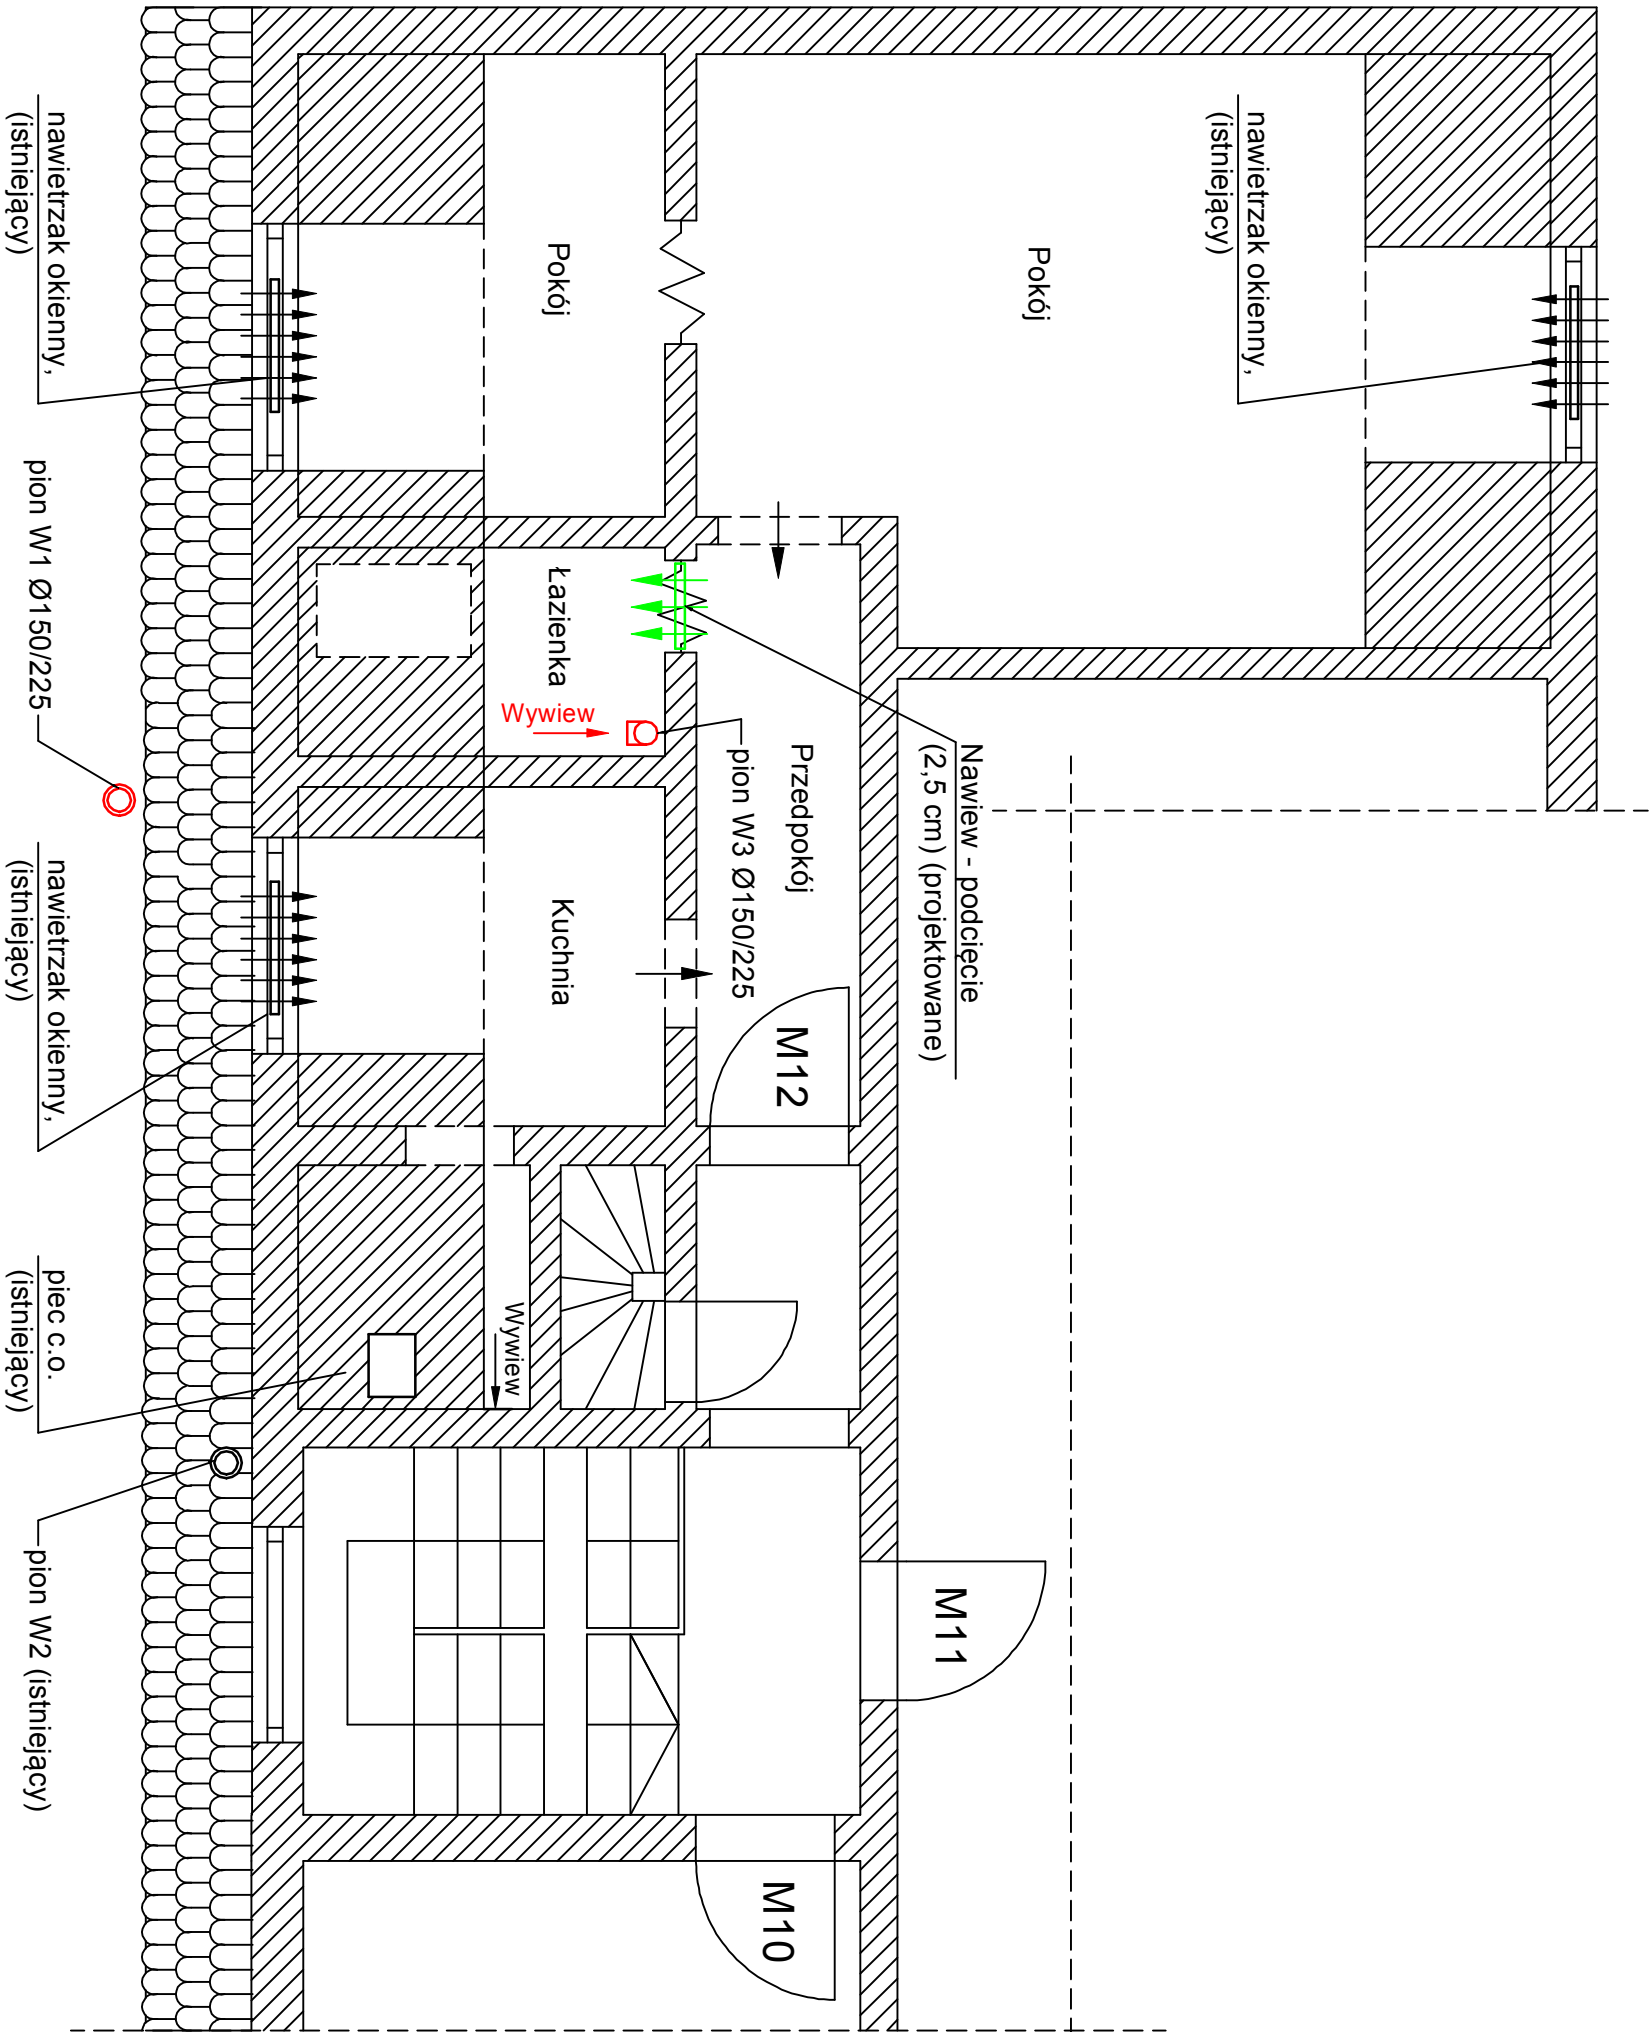 nawietrzak okienny,
(istniejący)
Pokój
Pokój
nawietrzak okienny,
(istniejący)
pion W1 Ø150/225
Łazienka
Wywiew
pion W3 Ø150/225
Przedpokój
Nawiew - podcięcie
(2,5 cm) (projektowane)
Kuchnia
nawietrzak okienny,
(istniejący)
M12
piec c.o.
(istniejący)
Wywiew
pion W2 (istniejący)
M11
M10